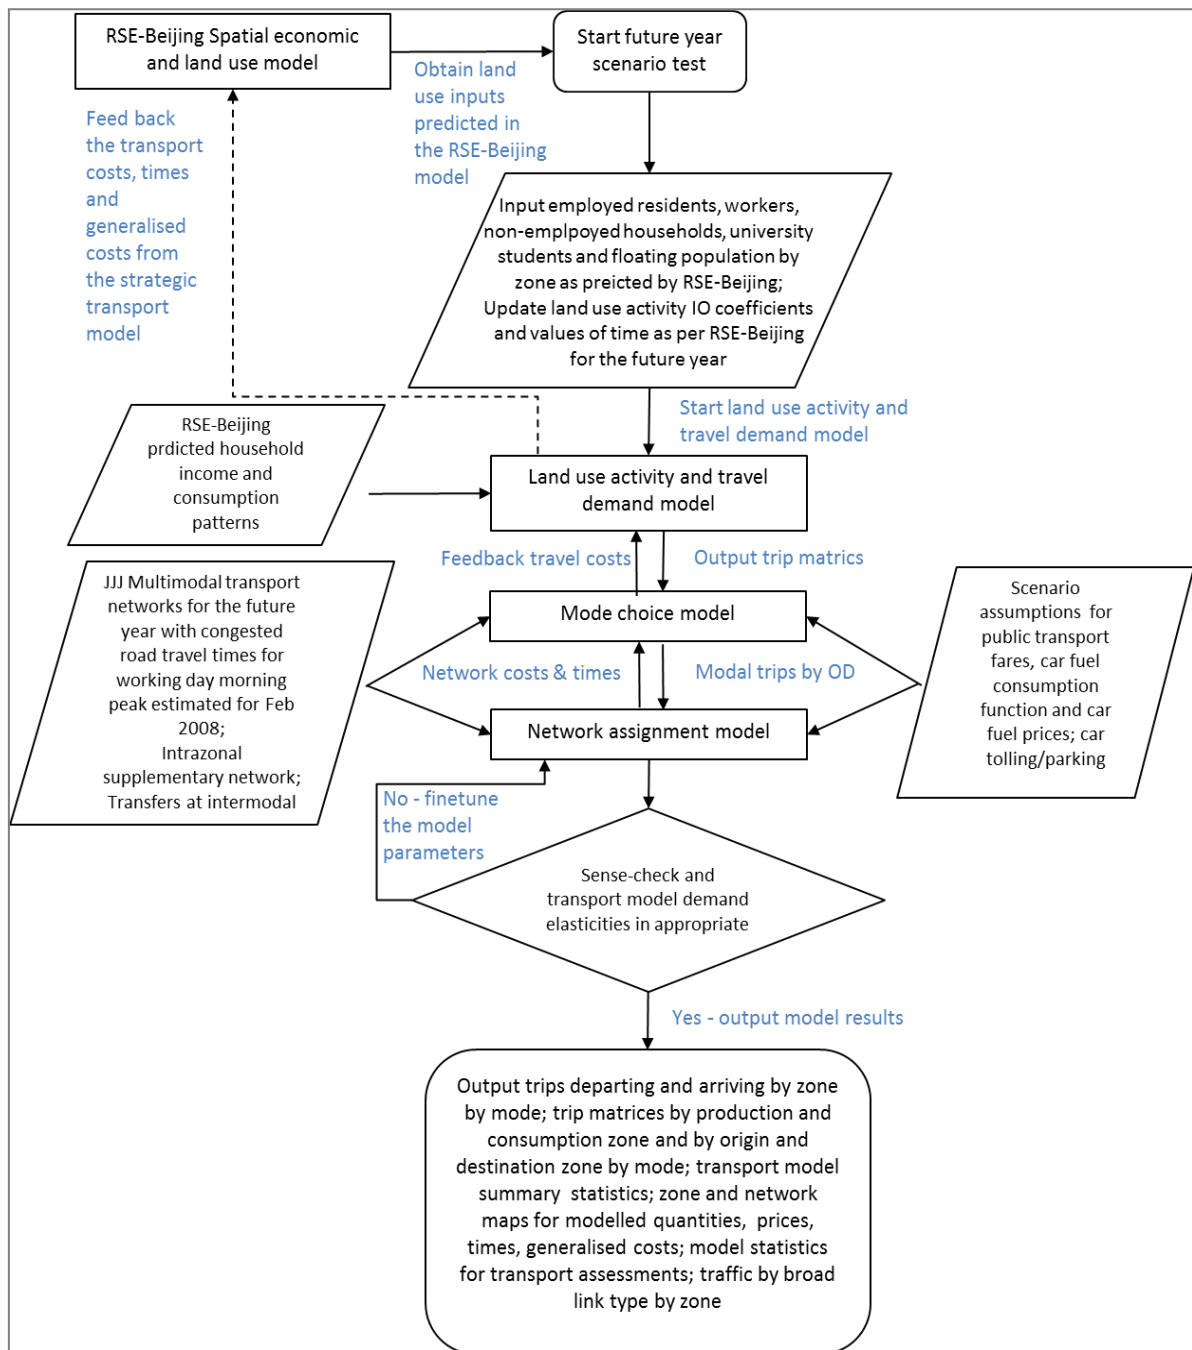 RSE-Beijing Spatial economic
and land use model
Start future year
scenario test
Obtain land
use inputs
predicted in
the RSE-Beijing
model
Feed back
the transport
costs, times
and
generalised
costs from
the strategic
transport
model
Input employed residents, workers,
non-emplpoyed households, university
students and floating population by
zone as preicted by RSE-Beijing;
Update land use activity IO coefficients
and values of time as per RSE-Beijing
for the future year
Start land use activity and
travel demand model
RSE-Beijing
prdicted household
income and
consumption
patterns
Land use activity and travel
demand model
Feedback travel costs
Output trip matrics
JJJ Multimodal transport
networks for the future
year with congested
road travel times for
working day morning
peak estimated for Feb
2008;
Intrazonal
supplementary network;
Transfers at intermodal
Mode choice model
Scenario
assumptions for
public transport
fares, car fuel
consumption
function and car
fuel prices; car
tolling/parking
Network costs & times
Modal trips by OD
Network assignment model
No - finetune
the model
parameters
Sense-check and
transport model demand
elasticities in appropriate
Yes - output model results
Output trips departing and arriving by zone
by mode; trip matrices by production and
consumption zone and by origin and
destination zone by mode; transport model
summary statistics; zone and network
maps for modelled quantities, prices,
times, generalised costs; model statistics
for transport assessments; traffic by broad
link type by zone